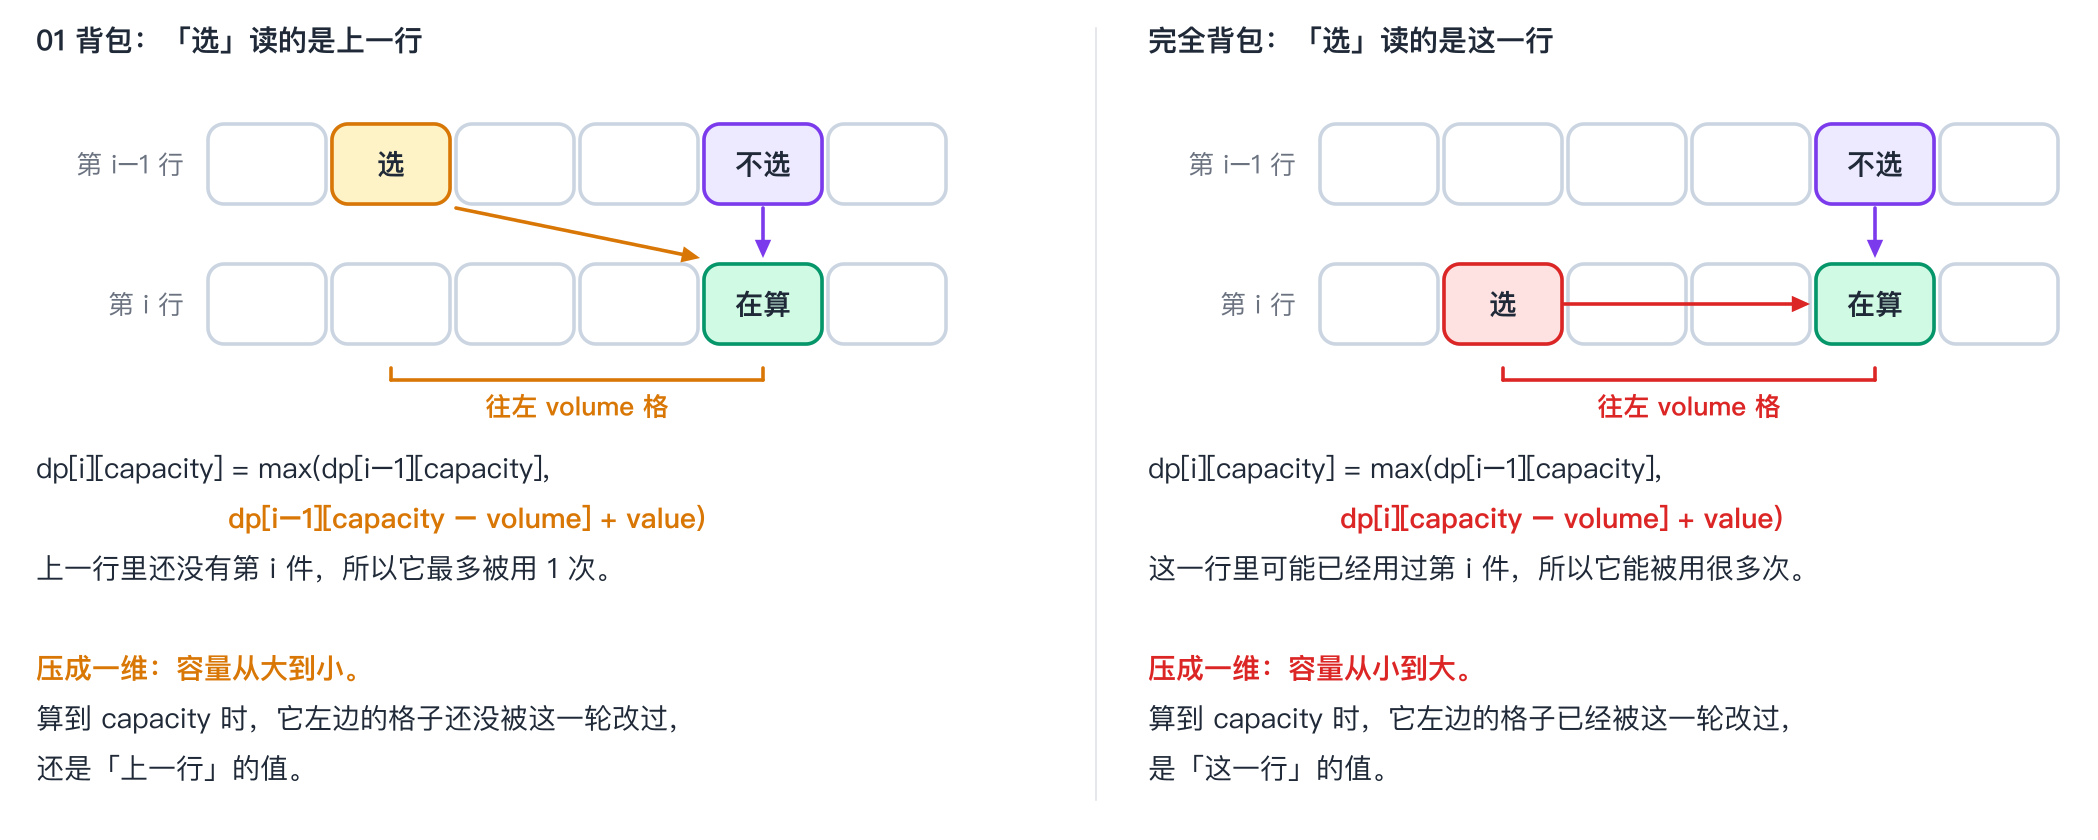 01 背包：「选」读的是上一行
第 i−1 行
选
不选
第 i 行
在算
往左 volume 格
dp[i][capacity] = max(dp[i−1][capacity],
dp[i−1][capacity − volume] + value)
上一行里还没有第 i 件，所以它最多被用 1 次。
压成一维：容量从大到小。
算到 capacity 时，它左边的格子还没被这一轮改过，
还是「上一行」的值。
完全背包：「选」读的是这一行
第 i−1 行
不选
第 i 行
选
在算
往左 volume 格
dp[i][capacity] = max(dp[i−1][capacity],
dp[i][capacity − volume] + value)
这一行里可能已经用过第 i 件，所以它能被用很多次。
压成一维：容量从小到大。
算到 capacity 时，它左边的格子已经被这一轮改过，
是「这一行」的值。